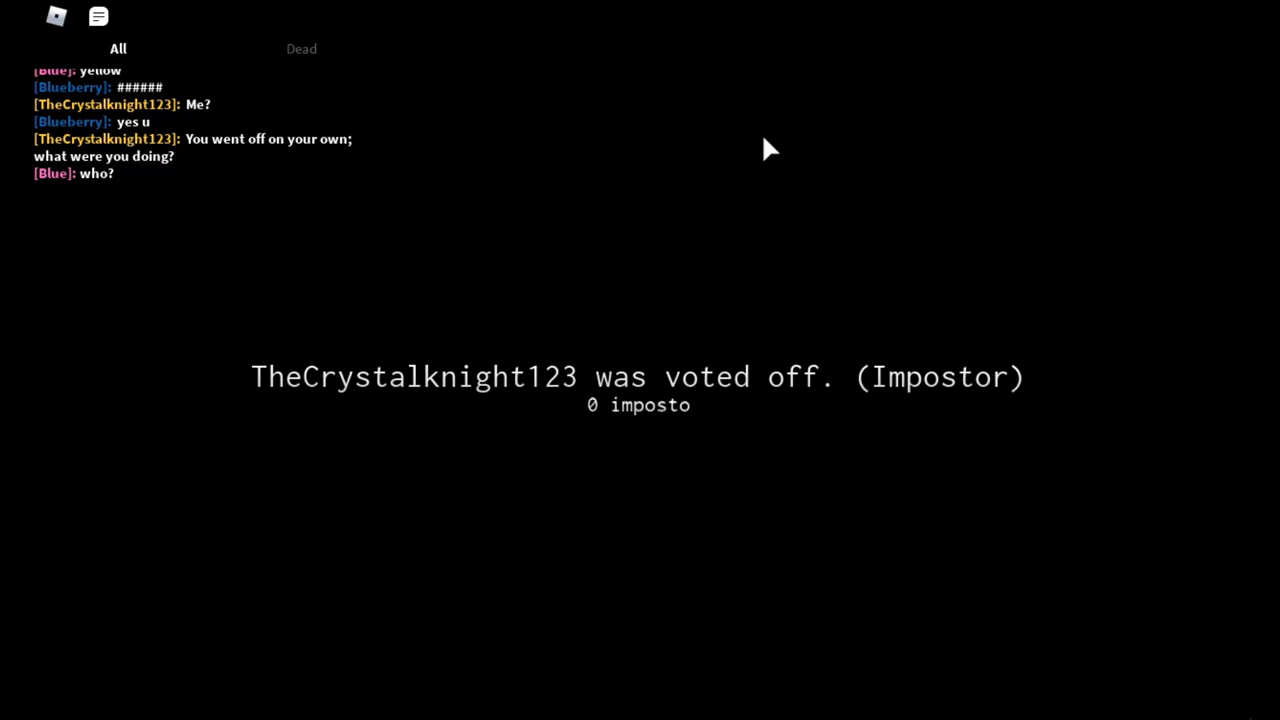 All
Dead
[Blue]: yellow
[Blueberry]: ######
[TheCrystalknight123]: Me?
[Blueberry]: yes u
[TheCrystalknight123]: You went off on your own;
what were you doing?
[Blue]: who?
TheCrystalknight123 was voted off. (Impostor)
0 imposto